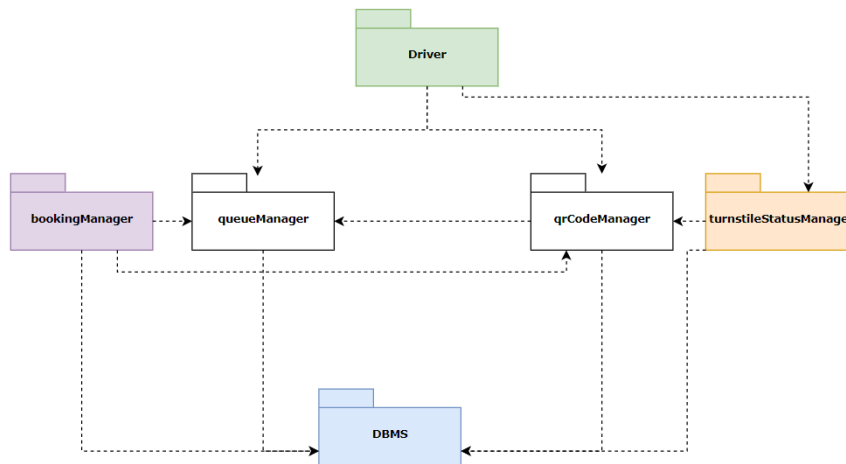 Driver
bookingManager
queueManager
qrCodeManager
turnstileStatusManage
DBMS